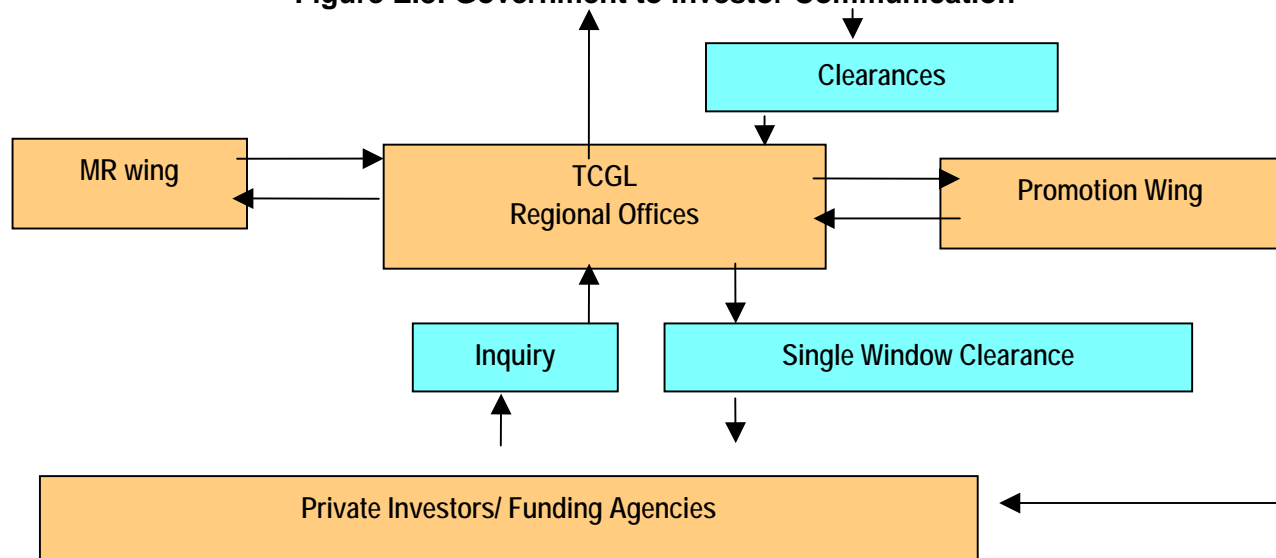 Figure 2.3: Government to Investor Communication
Clearances
MR wing
TCGL
Regional Offices
Promotion Wing
Inquiry
Single Window Clearance
Private Investors/ Funding Agencies